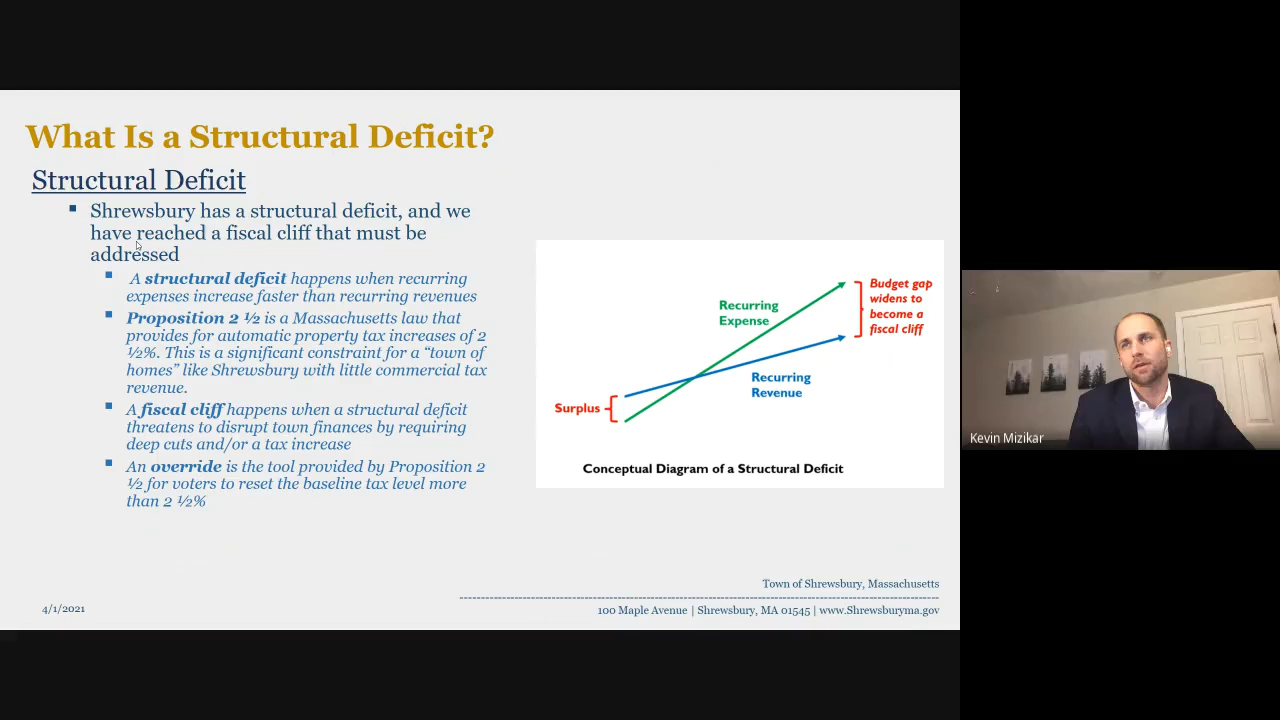 What Is a Structural Deficit?
Structural Deficit
Shrewsbury has a structural deficit, and we
have reached a fiscal cliff that must be
addressed
A structural deficit happens when recurring
expenses increase faster than recurring revenues
Proposition 2 ½ is a Massachusetts law that
provides for automatic property tax increases of 2
½%. This is a significant constraint for a “town of
homes” like Shrewsbury with little commercial tax
revenue.
A fiscal cliff happens when a structural deficit
threatens to disrupt town finances by requiring
deep cuts and/or a tax increase
An override is the tool provided by Proposition 2
½ for voters to reset the baseline tax level more
than 2 ½%
Recurring
Expense
Budget gap
widens to
become a
fiscal cliff
Recurring
Revenue
Surplus
Conceptual Diagram of a Structural Deficit
Kevin Mizikar
Town of Shrewsbury, Massachusetts
4/1/2021
100 Maple Avenue | Shrewsbury, MA 01545 | www.Shrewsburyma.gov